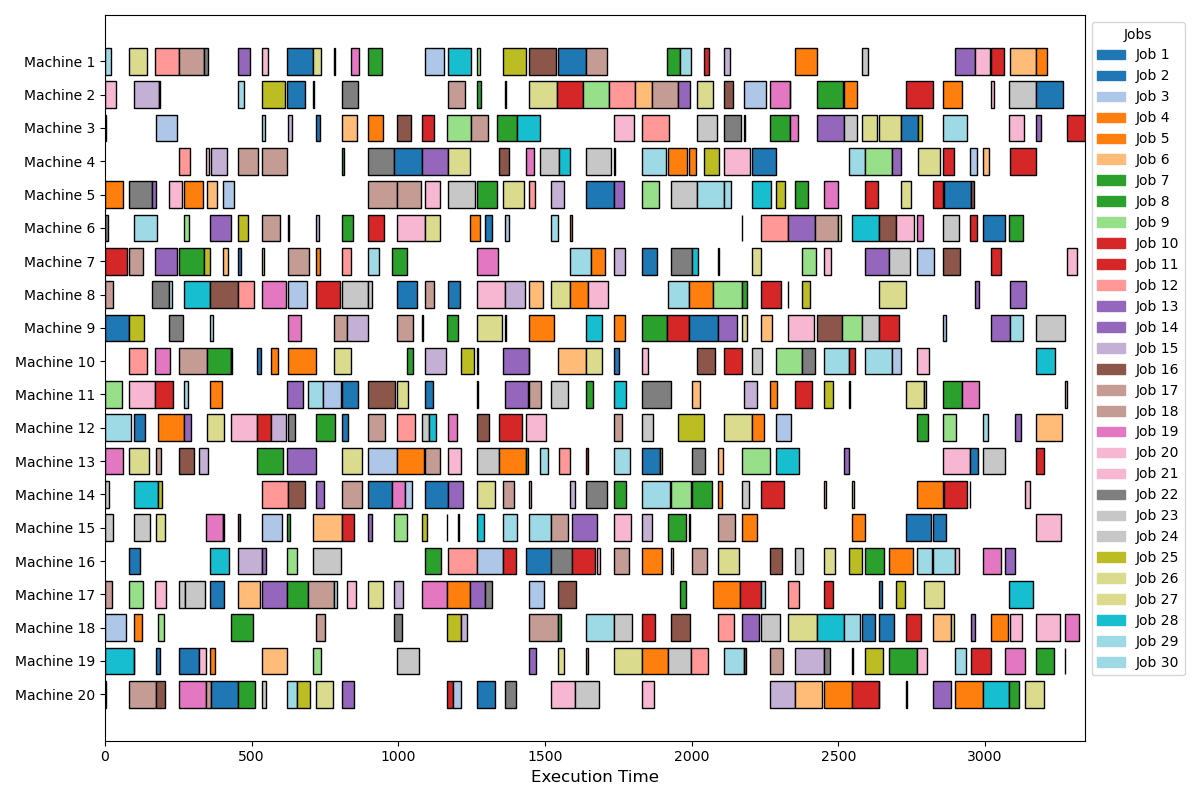 Machine 1
Machine 2
Machine 3
Machine 4
Machine 5
Machine 6
Machine 7
Machine 8
Machine 9
Machine 10
Machine 11
Machine 12
Machine 13
Machine 14
Machine 15
Machine 16
Machine 17
Machine 18
Machine 19
Machine 20
0 500 1000 1500 2000 2500 3000
Execution Time
Jobs
Job 1
Job 2
Job 3
Job 4
Job 5
Job 6
Job 7
Job 8
Job 9
Job 10
Job 11
Job 12
Job 13
Job 14
Job 15
Job 16
Job 17
Job 18
Job 19
Job 20
Job 21
Job 22
Job 23
Job 24
Job 25
Job 26
Job 27
Job 28
Job 29
Job 30